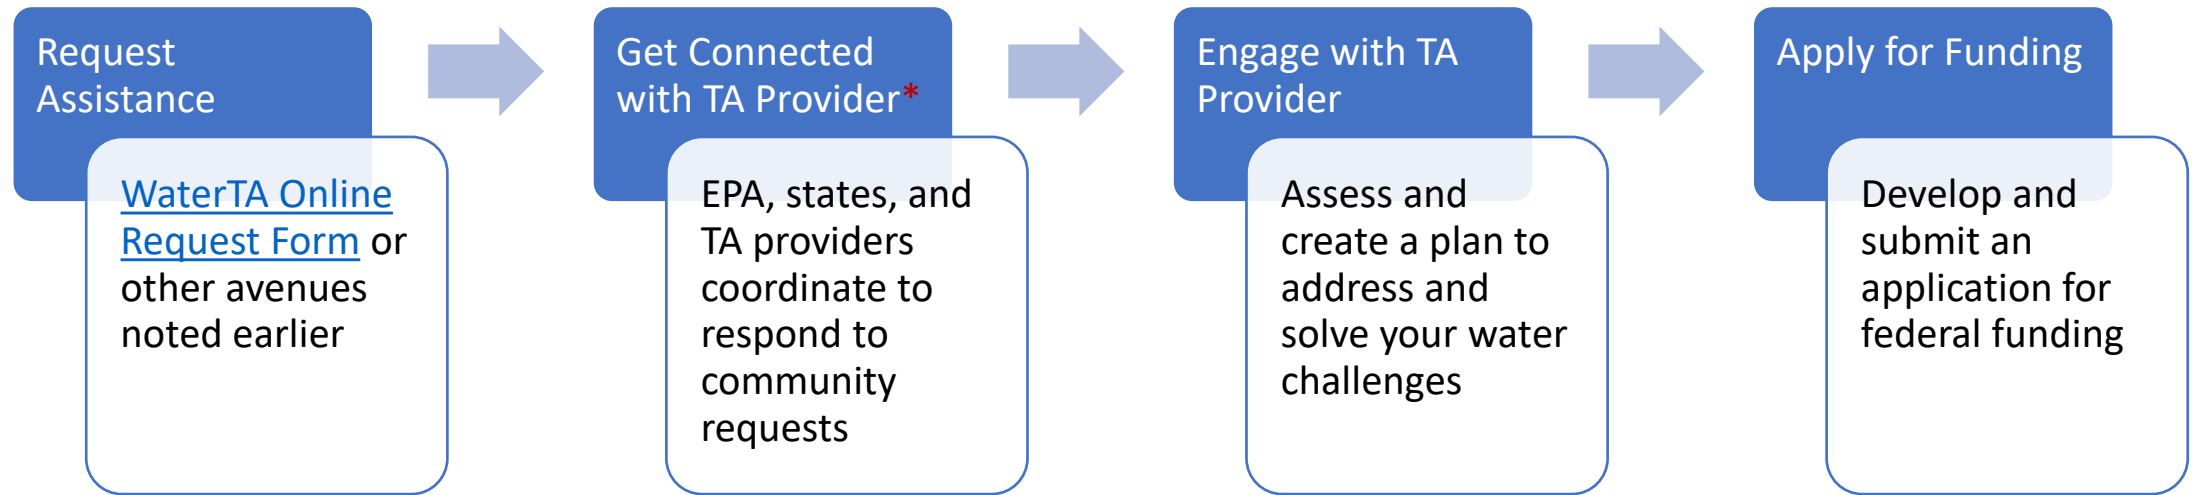 Request
Assistance
WaterTA Online
Request Form or
other avenues
noted earlier
Get Connected
with TA Provider*
EPA, states, and
TA providers
coordinate to
respond to
community
requests
Engage with TA
Provider
Assess and
create a plan to
address and
solve your water
challenges
Apply for Funding
Develop and
submit an
application for
federal funding